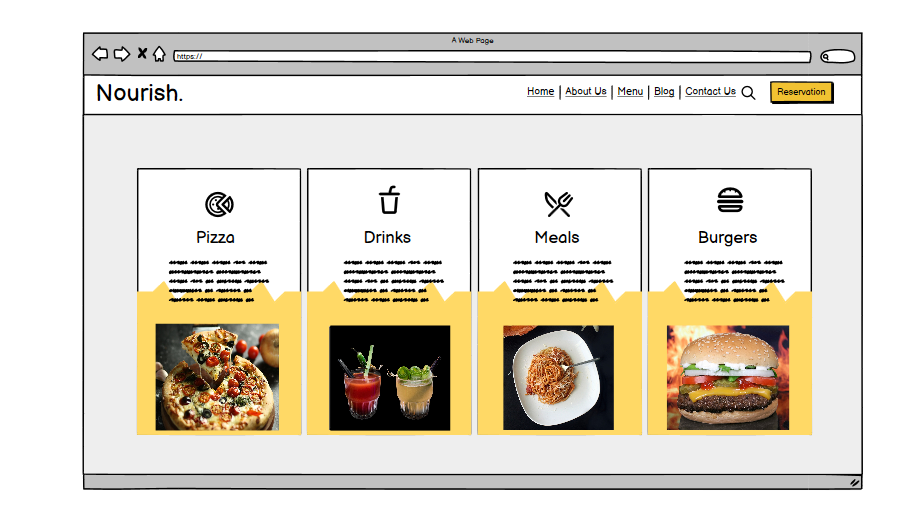 A Web Page
https://
Nourish.
Home | About Us | Menu | Blog | Contact Us
Reservation
Pizza
Drinks
Meals
Burgers